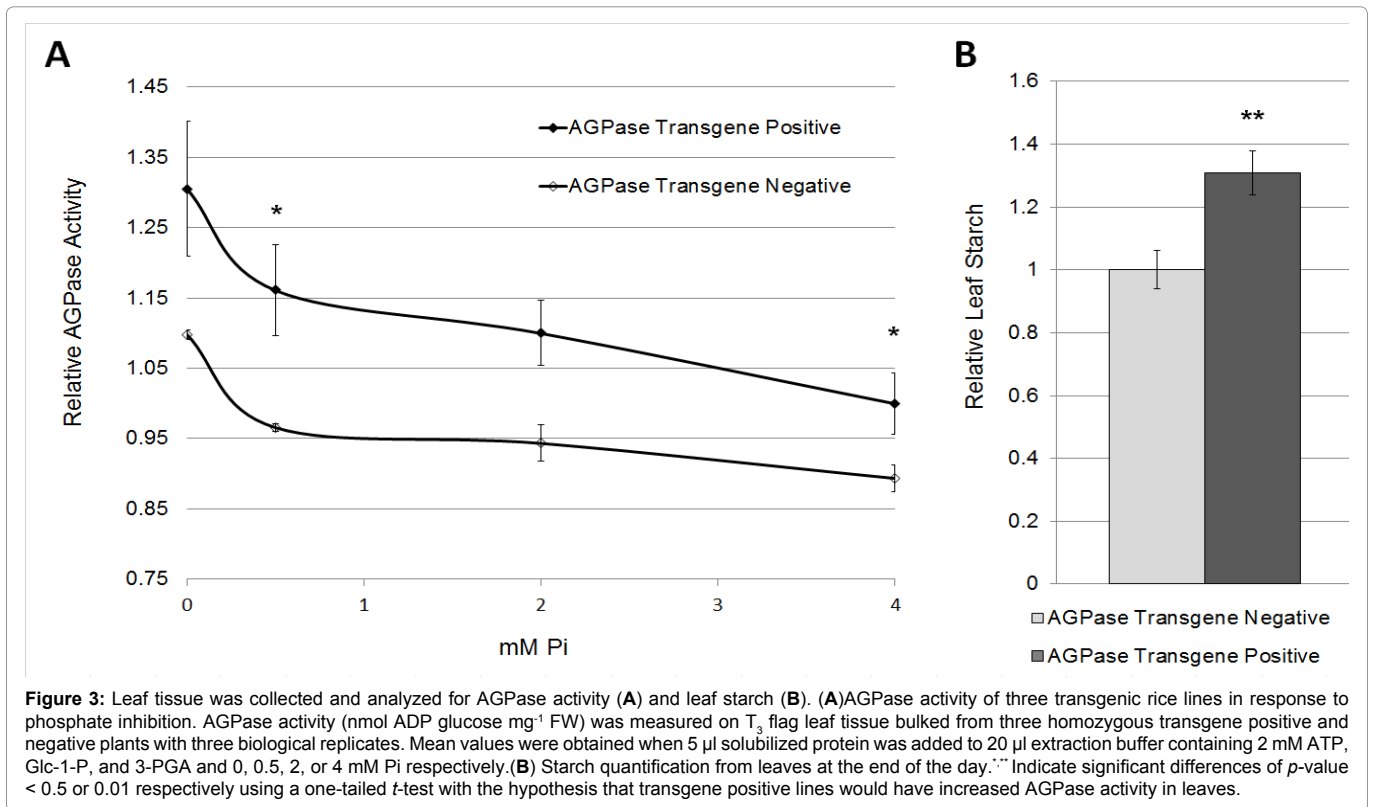 A
1.45
1.35
1.25
1.15
1.05
0.95
0.85
0.75
Relative AGPase Activity
AGPase Transgene Positive
AGPase Transgene Negative
*
*
0
1
2
3
4
mM Pi
B
1.6
1.4
1.2
1
0.8
0.6
0.4
0.2
0
Relative Leaf Starch
**
AGPase Transgene Negative
AGPase Transgene Positive
Figure 3: Leaf tissue was collected and analyzed for AGPase activity (A) and leaf starch (B). (A)AGPase activity of three transgenic rice lines in response to
phosphate inhibition. AGPase activity (nmol ADP glucose mg-1 FW) was measured on T3 flag leaf tissue bulked from three homozygous transgene positive and
negative plants with three biological replicates. Mean values were obtained when 5 µl solubilized protein was added to 20 µl extraction buffer containing 2 mM ATP,
Glc-1-P, and 3-PGA and 0, 0.5, 2, or 4 mM Pi respectively.(B) Starch quantification from leaves at the end of the day.*,** Indicate significant differences of p-value
< 0.5 or 0.01 respectively using a one-tailed t-test with the hypothesis that transgene positive lines would have increased AGPase activity in leaves.